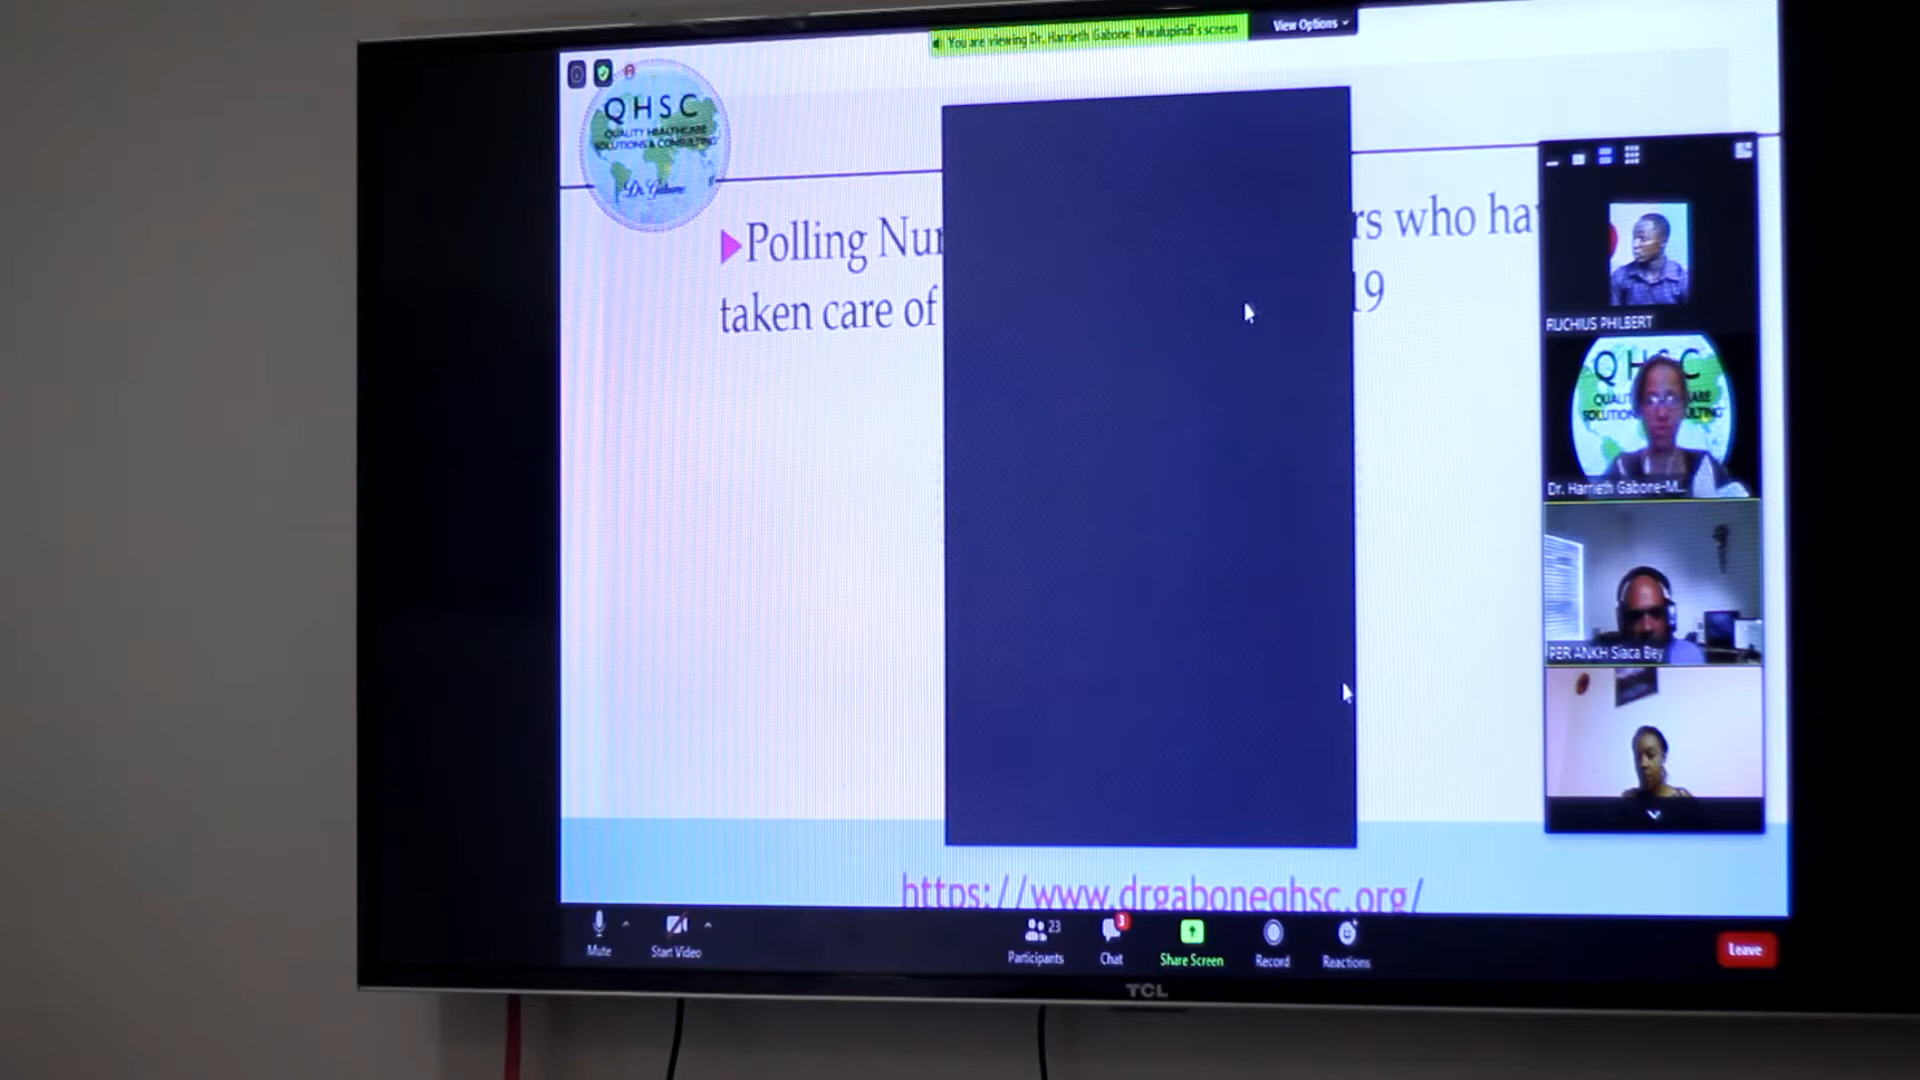 You are viewing Dr. Harrieth Gabone-Mwalupindi's screen
View Options
QHSC
QUALITY HEALTHCARE
SOLUTIONS & CONSULTING
Dr. Gabone
Polling Nur
rs who ha
taken care of
19
RUCHIUS PHILBERT
Q H S C
Dr. Harrieth Gabone-M...
PER ANKH Siaca Bey
https://www.drgaboneqhsc.org/
Mute
Start Video
23
Participants
3
Chat
Share Screen
Record
Reactions
Leave
TCL